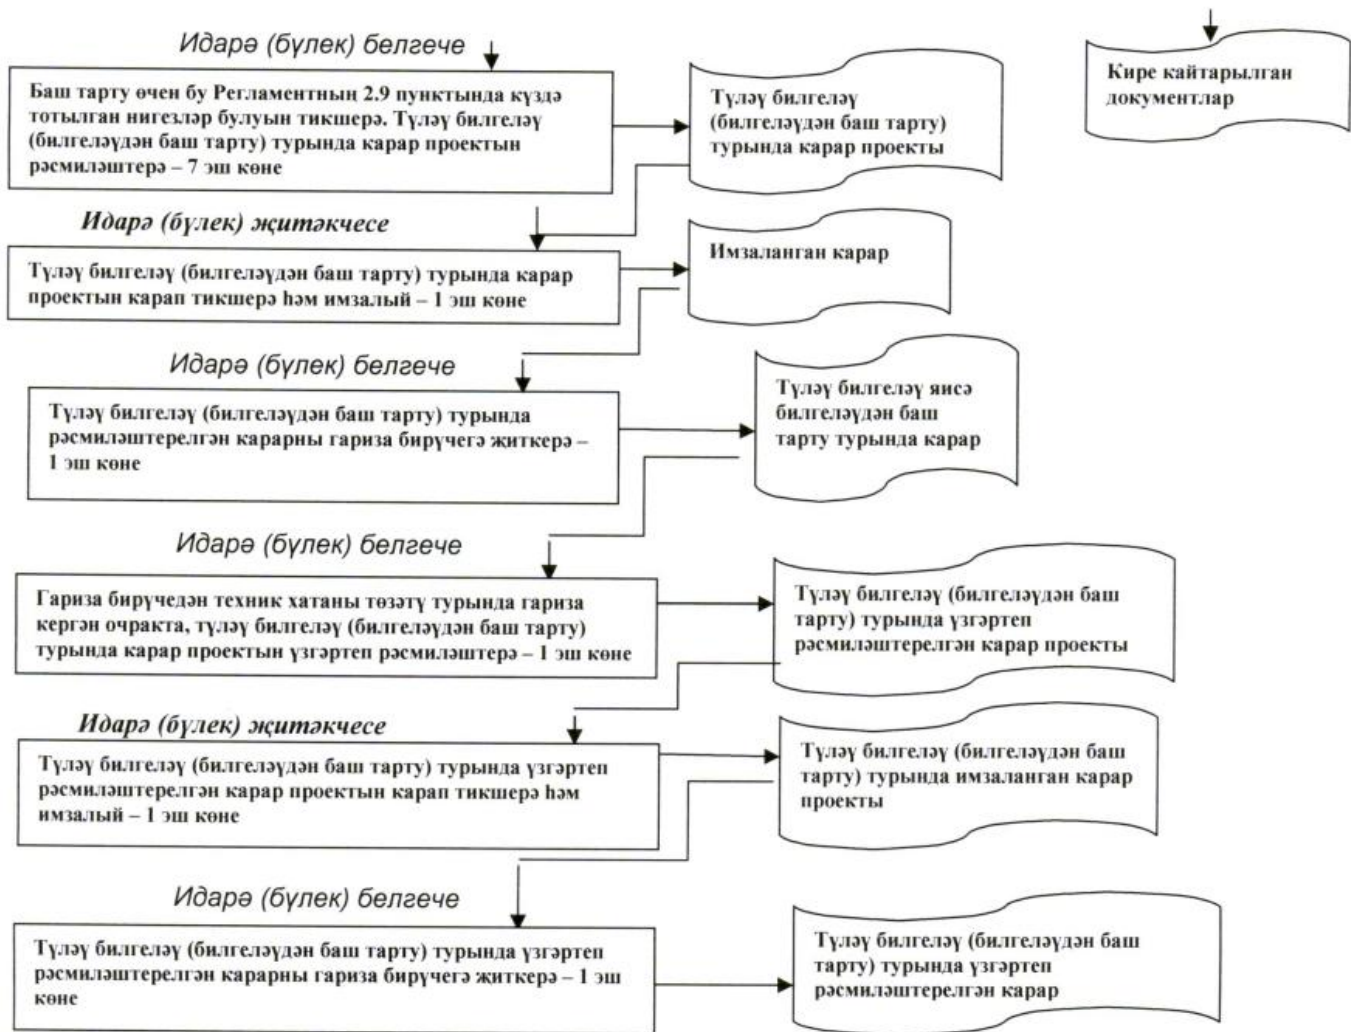 Идарә (бүлек) белгече
Баш тарту өчен бу Регламентның 2.9 пунктында күздә
тотылган нигезләр булуын тикшерә. Түләү билгеләү
(билгеләүдән баш тарту) турында карар проектын
рәсмиләштерә – 7 эш көне
Түләү билгеләү
(билгеләүдән баш тарту)
турында карар проекты
Кире кайтарылган
документлар
Идарә (бүлек) җитәкчесе
Түләү билгеләү (билгеләүдән баш тарту) турында карар
проектын карап тикшерә һәм имзалый – 1 эш көне
Имзаланган карар
Идарә (бүлек) белгече
Түләү билгеләү (билгеләүдән баш тарту) турында
рәсмиләштерелгән карарны гариза бирүчегә җиткерә –
1 эш көне
Түләү билгеләү яисә
билгеләүдән баш
тарту турында карар
Идарә (бүлек) белгече
Гариза бирүчедән техник хатаны төзәтү турында гариза
кергән очракта, түләү билгеләү (билгеләүдән баш тарту)
турында карар проектын үзгәртеп рәсмиләштерә – 1 эш көне
Түләү билгеләү (билгеләүдән баш
тарту) турында үзгәртеп
рәсмиләштерелгән карар проекты
Идарә (бүлек) җитәкчесе
Түләү билгеләү (билгеләүдән баш тарту) турында үзгәртеп
рәсмиләштерелгән карар проектын карап тикшерә һәм
имзалый – 1 эш көне
Түләү билгеләү (билгеләүдән баш
тарту) турында имзаланган карар
проекты
Идарә (бүлек) белгече
Түләү билгеләү (билгеләүдән баш тарту) турында үзгәртеп
рәсмиләштерелгән карарны гариза бирүчегә җиткерә – 1 эш
көне
Түләү билгеләү (билгеләүдән баш
тарту) турында үзгәртеп
рәсмиләштерелгән карар